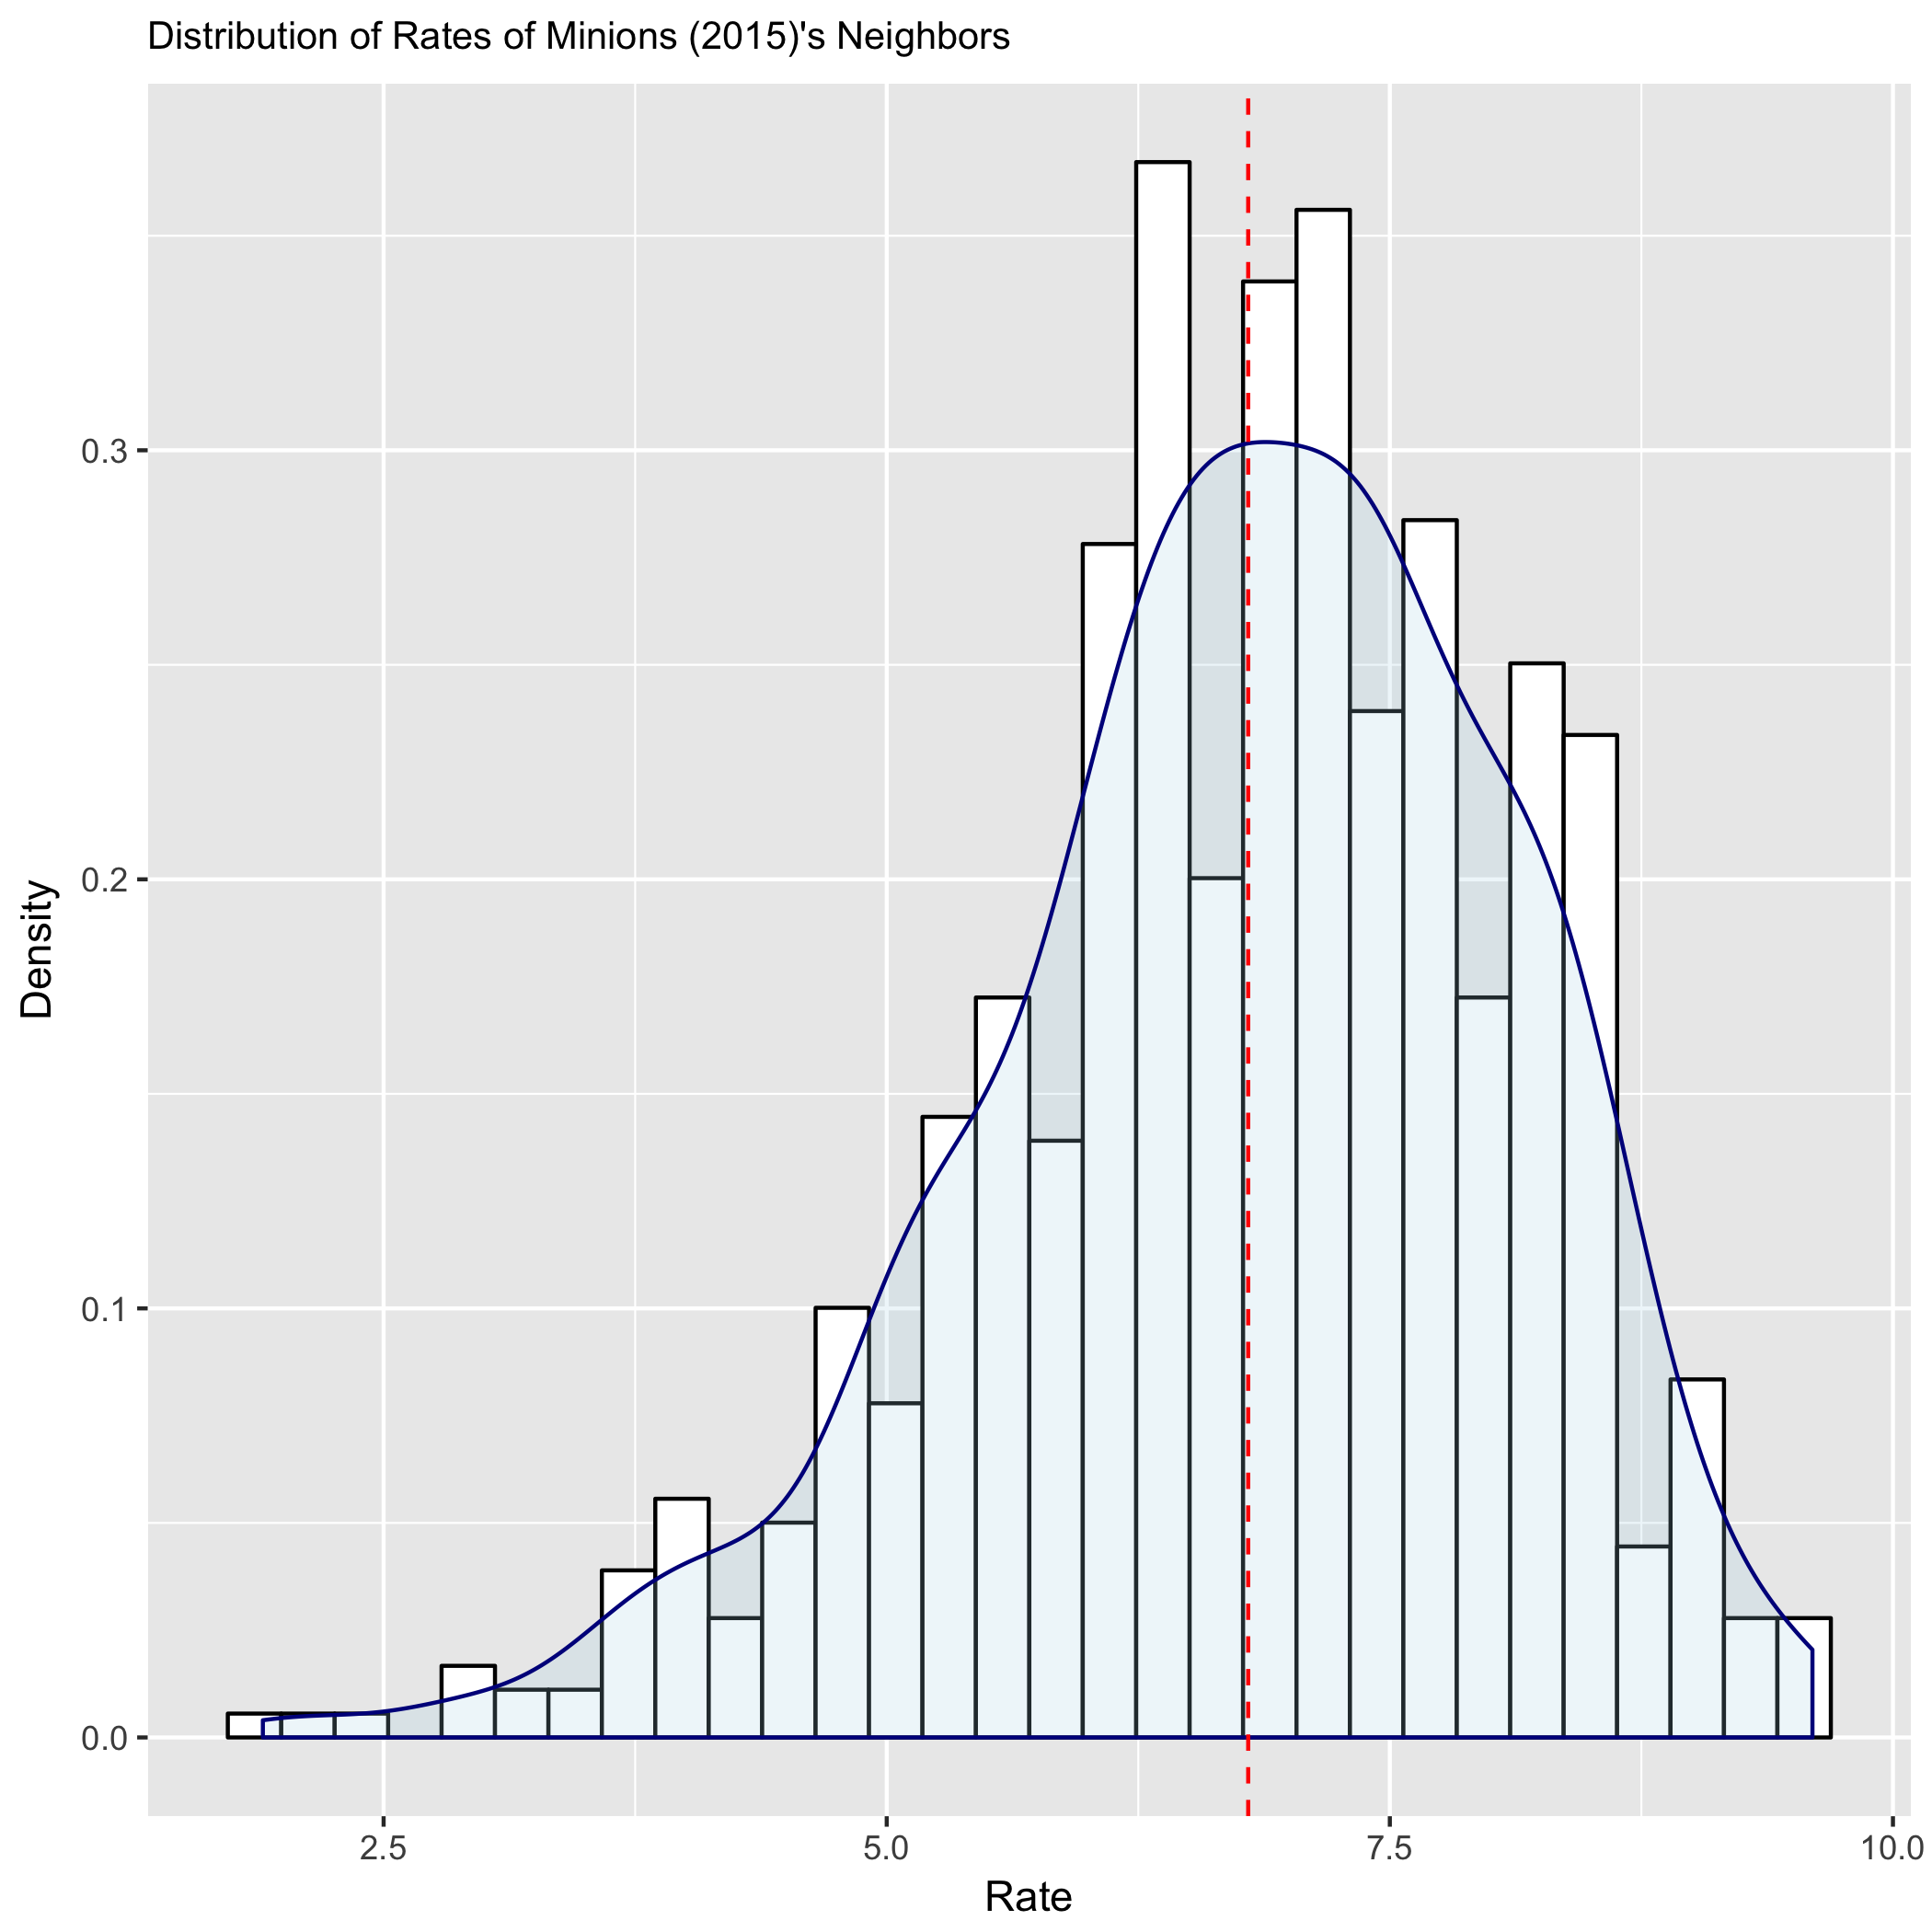 Distribution of Rates of Minions (2015)'s Neighbors
Density
0.3
0.2
0.1
0.0
2.5 5.0 7.5 10.0
Rate